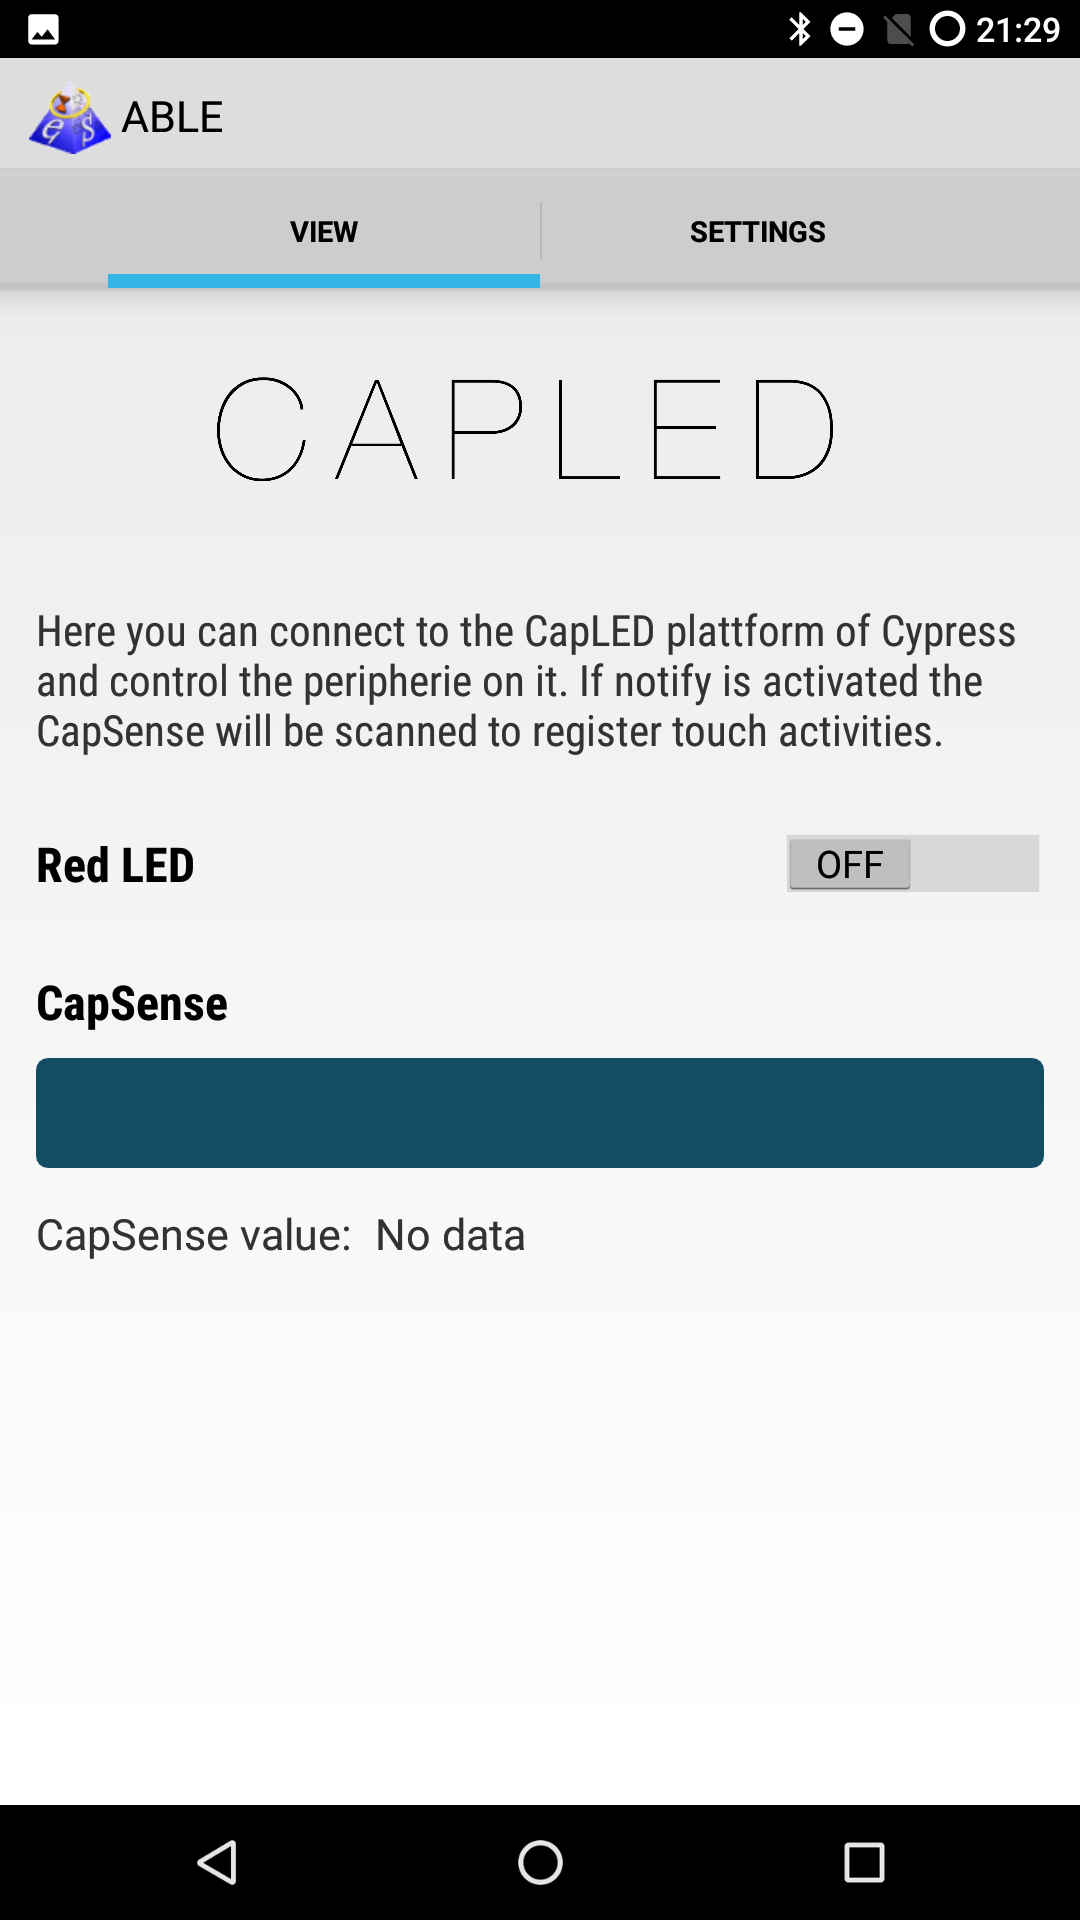 21:29
ABLE
VIEW
SETTINGS
CAPLED
Here you can connect to the CapLED plattform of Cypress
and control the peripherie on it. If notify is activated the
CapSense will be scanned to register touch activities.
Red LED
OFF
CapSense
CapSense value: No data